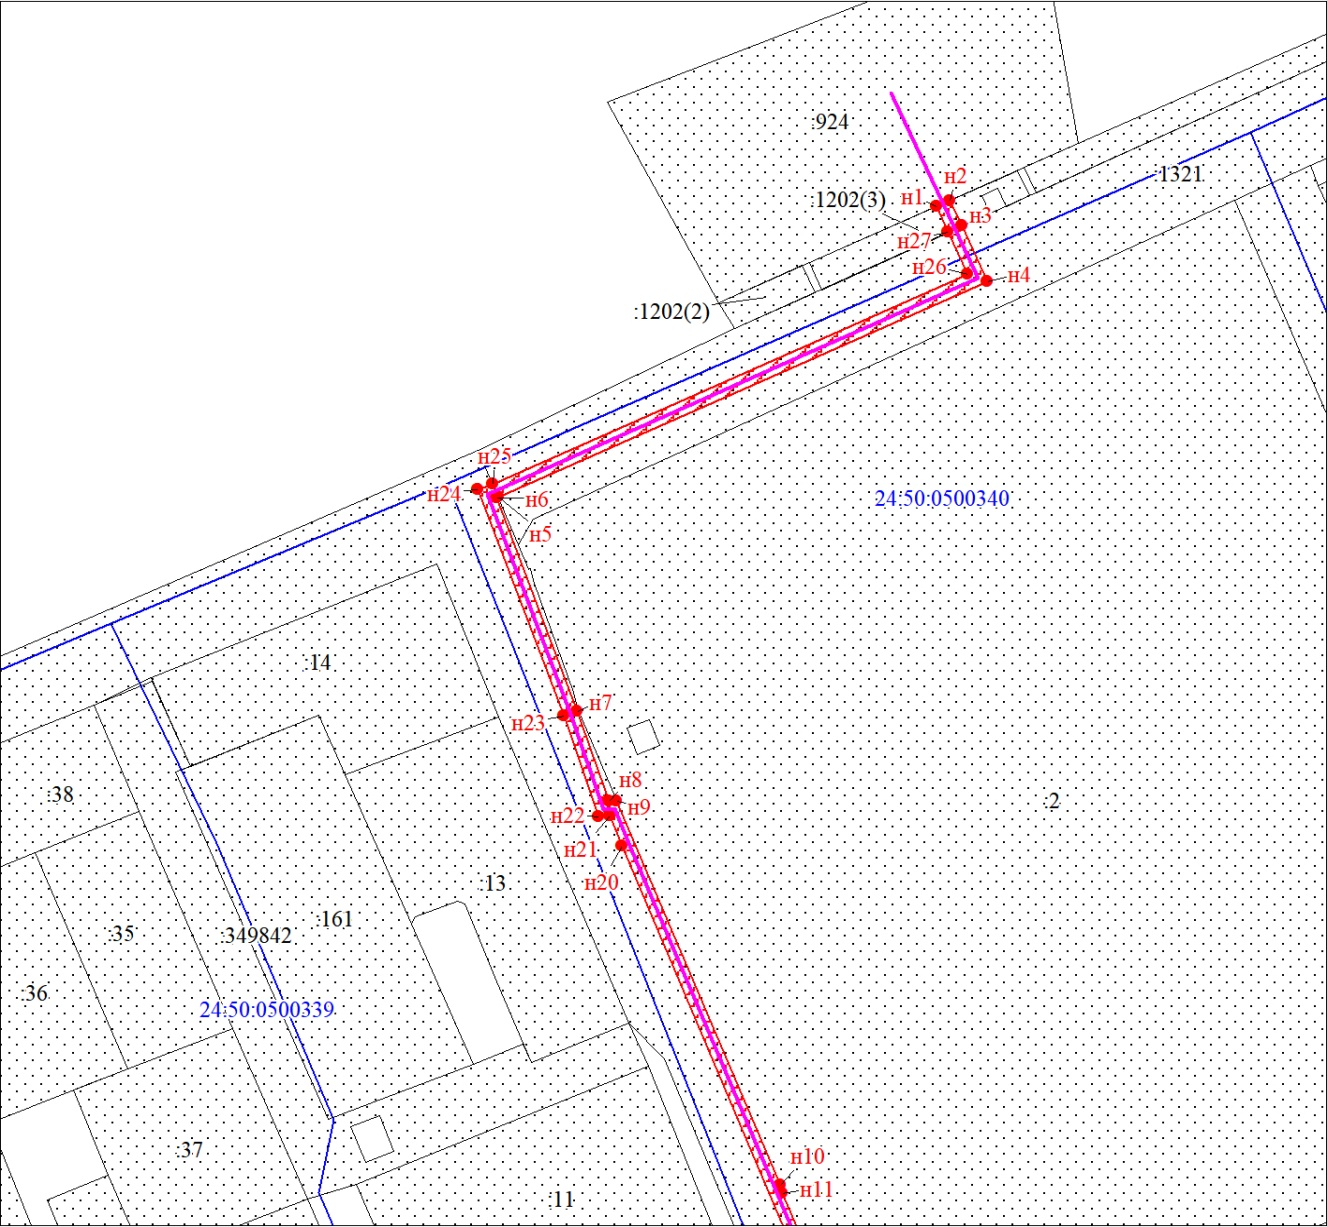 :924
н2
1321
н1
:1202(3)
н3
н27
н26
н4
:1202(2)
н25
н24
н6
24:50:0500340
н5
:14
н7
н23
н8
:38
:2
н9
н22
н21
н20
:13
:161
:35
:349842
:36
24:50:0500339
:37
н10
н11
:11